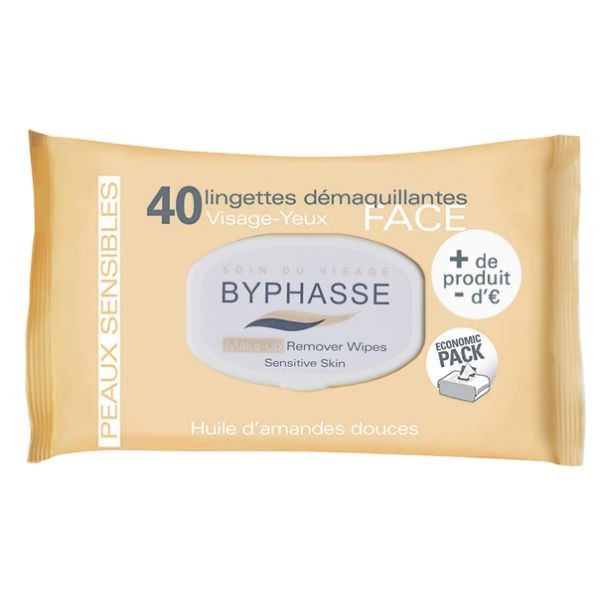 PEAUX SENSIBLES
40 lingettes démaquillantes
Visage-Yeux FACE
SOIN DU VISAGE
BYPHASSE
Make-up Remover Wipes
Sensitive Skin
+ de
produit
- d'€
ECONOMIC
PACK
Huile d'amandes douces